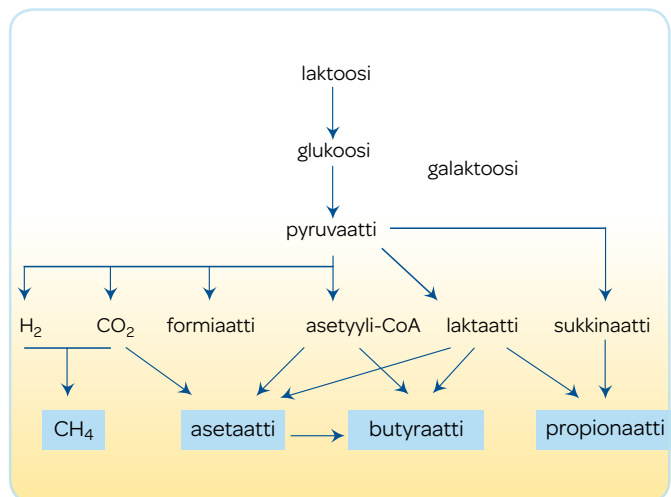 laktoosi
glukoosi
galaktoosi
pyruvaatti
H₂ CO₂ formiaatti asetyyli-CoA laktaatti sukkinaatti
CH₄ asetaatti butyraatti propionaatti